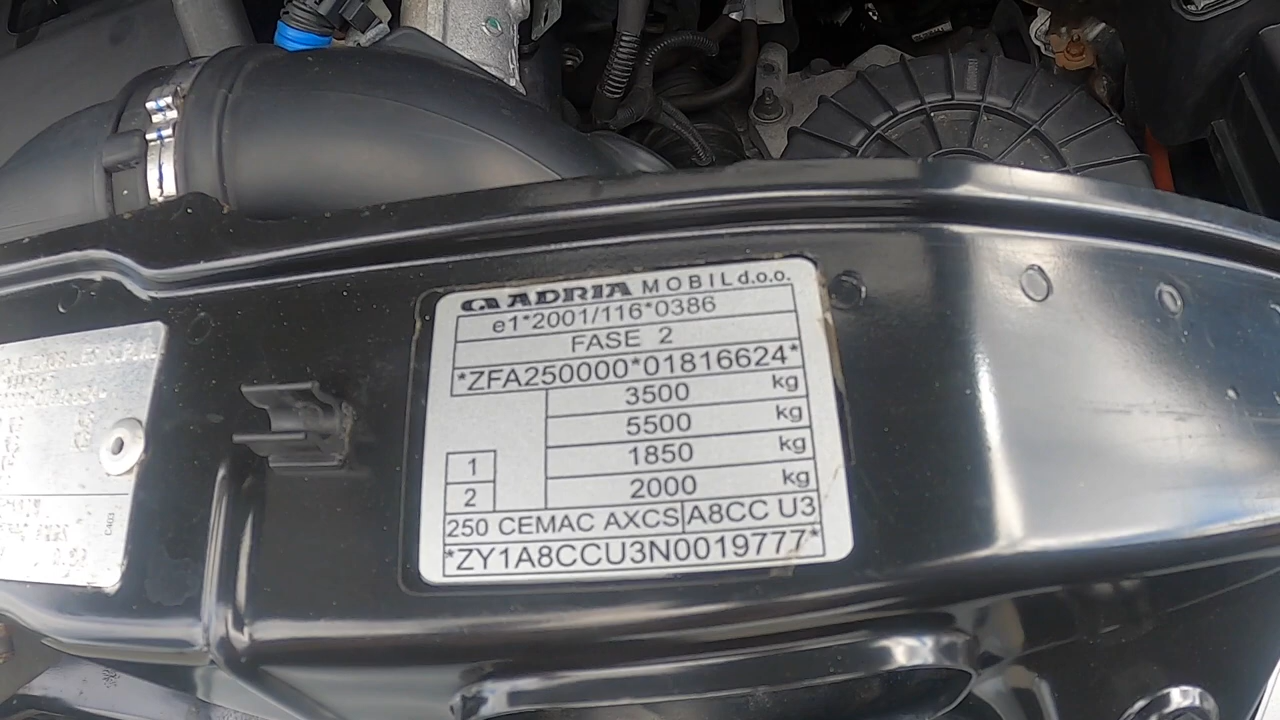 ADRIA MOBIL d.o.o.
e1*2001/116*0386
FASE 2
*ZFA250000*01816624*
3500 kg
5500 kg
1 1850 kg
2 2000 kg
250 CEMAC AXCS A8CC U3
*ZY1A8CCU3N0019777*